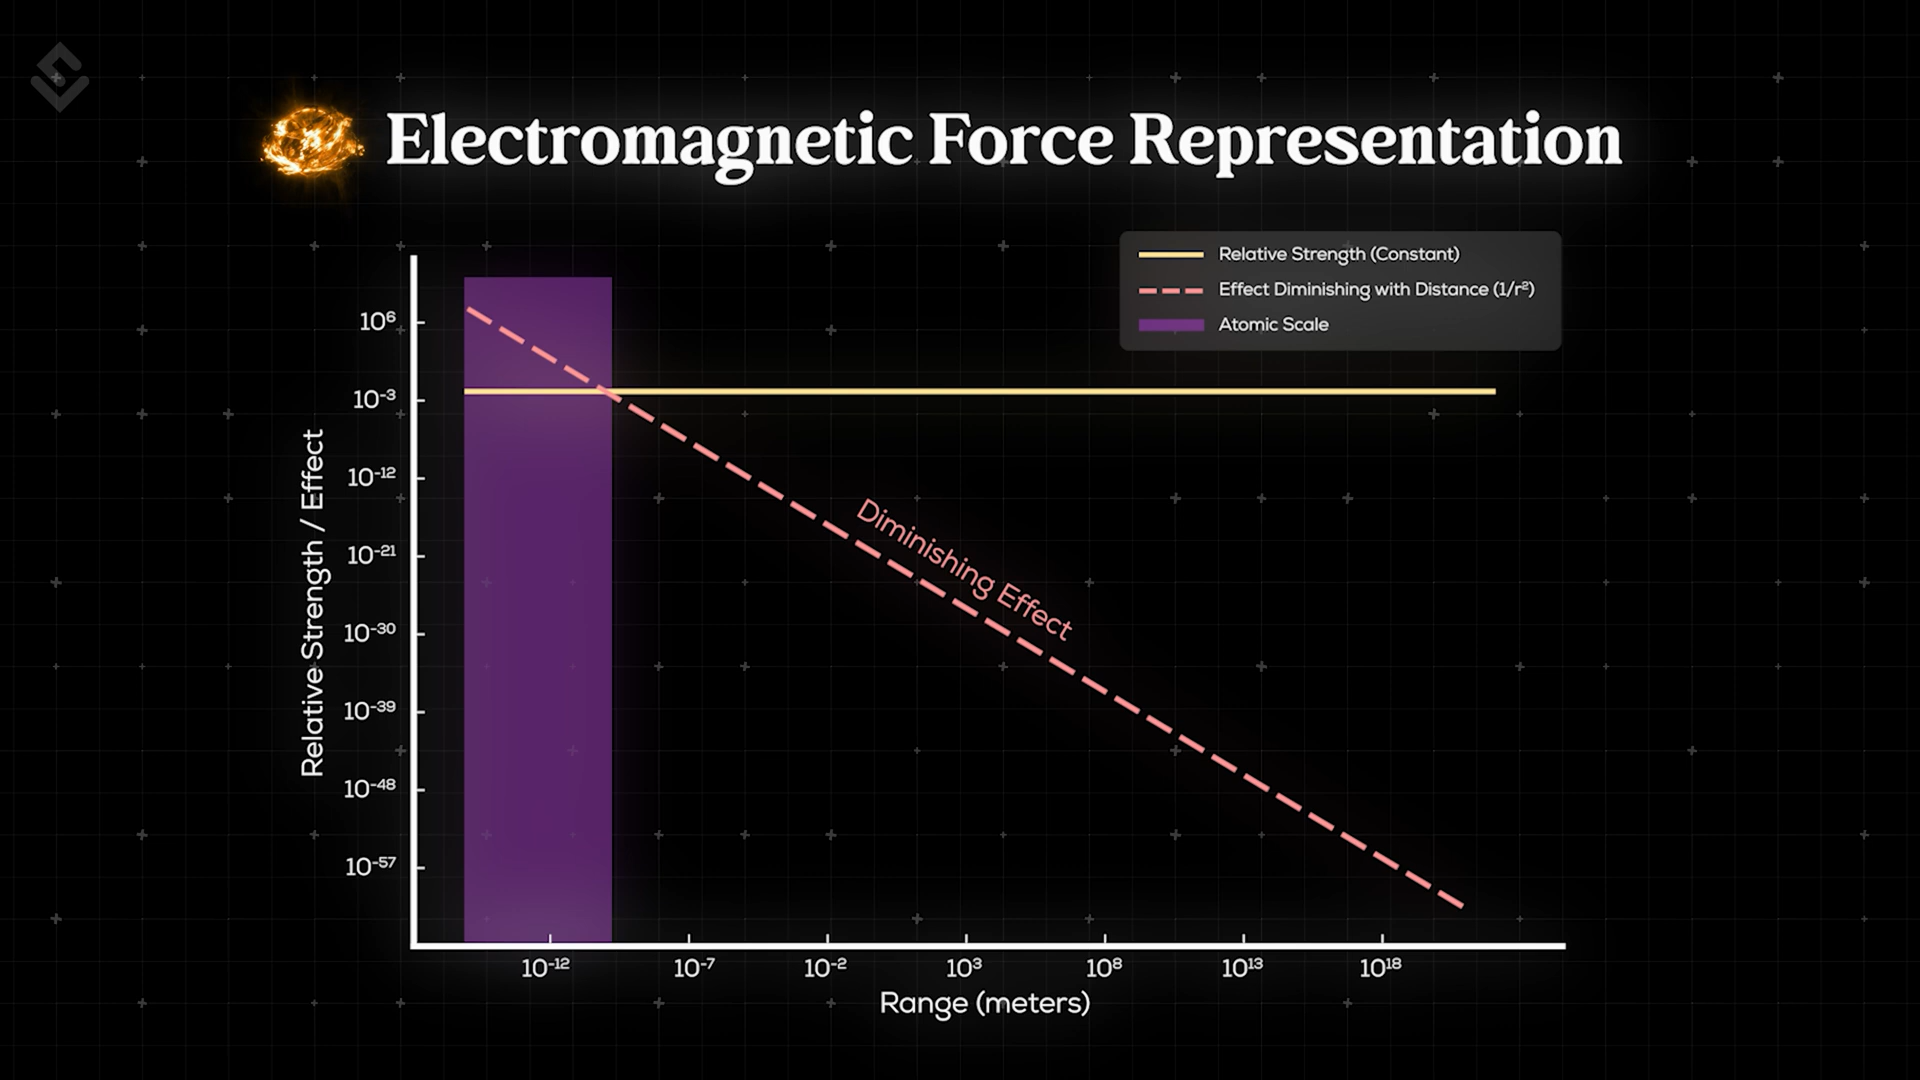 Electromagnetic Force Representation
Relative Strength (Constant)
Effect Diminishing with Distance (1/r²)
Atomic Scale
Relative Strength / Effect
10⁶
10⁻³
10⁻¹²
10⁻²¹
10⁻³⁰
10⁻³⁹
10⁻⁴⁸
10⁻⁵⁷
Diminishing Effect
10⁻¹² 10⁻⁷ 10⁻² 10³ 10⁸ 10¹³ 10¹⁸
Range (meters)